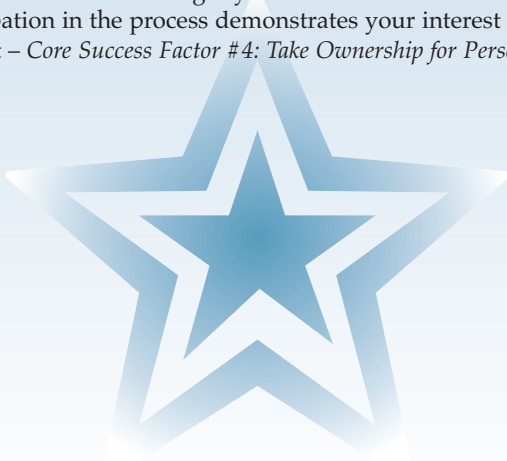 pation in the process demonstrates your interest
– Core Success Factor #4: Take Ownership for Pers